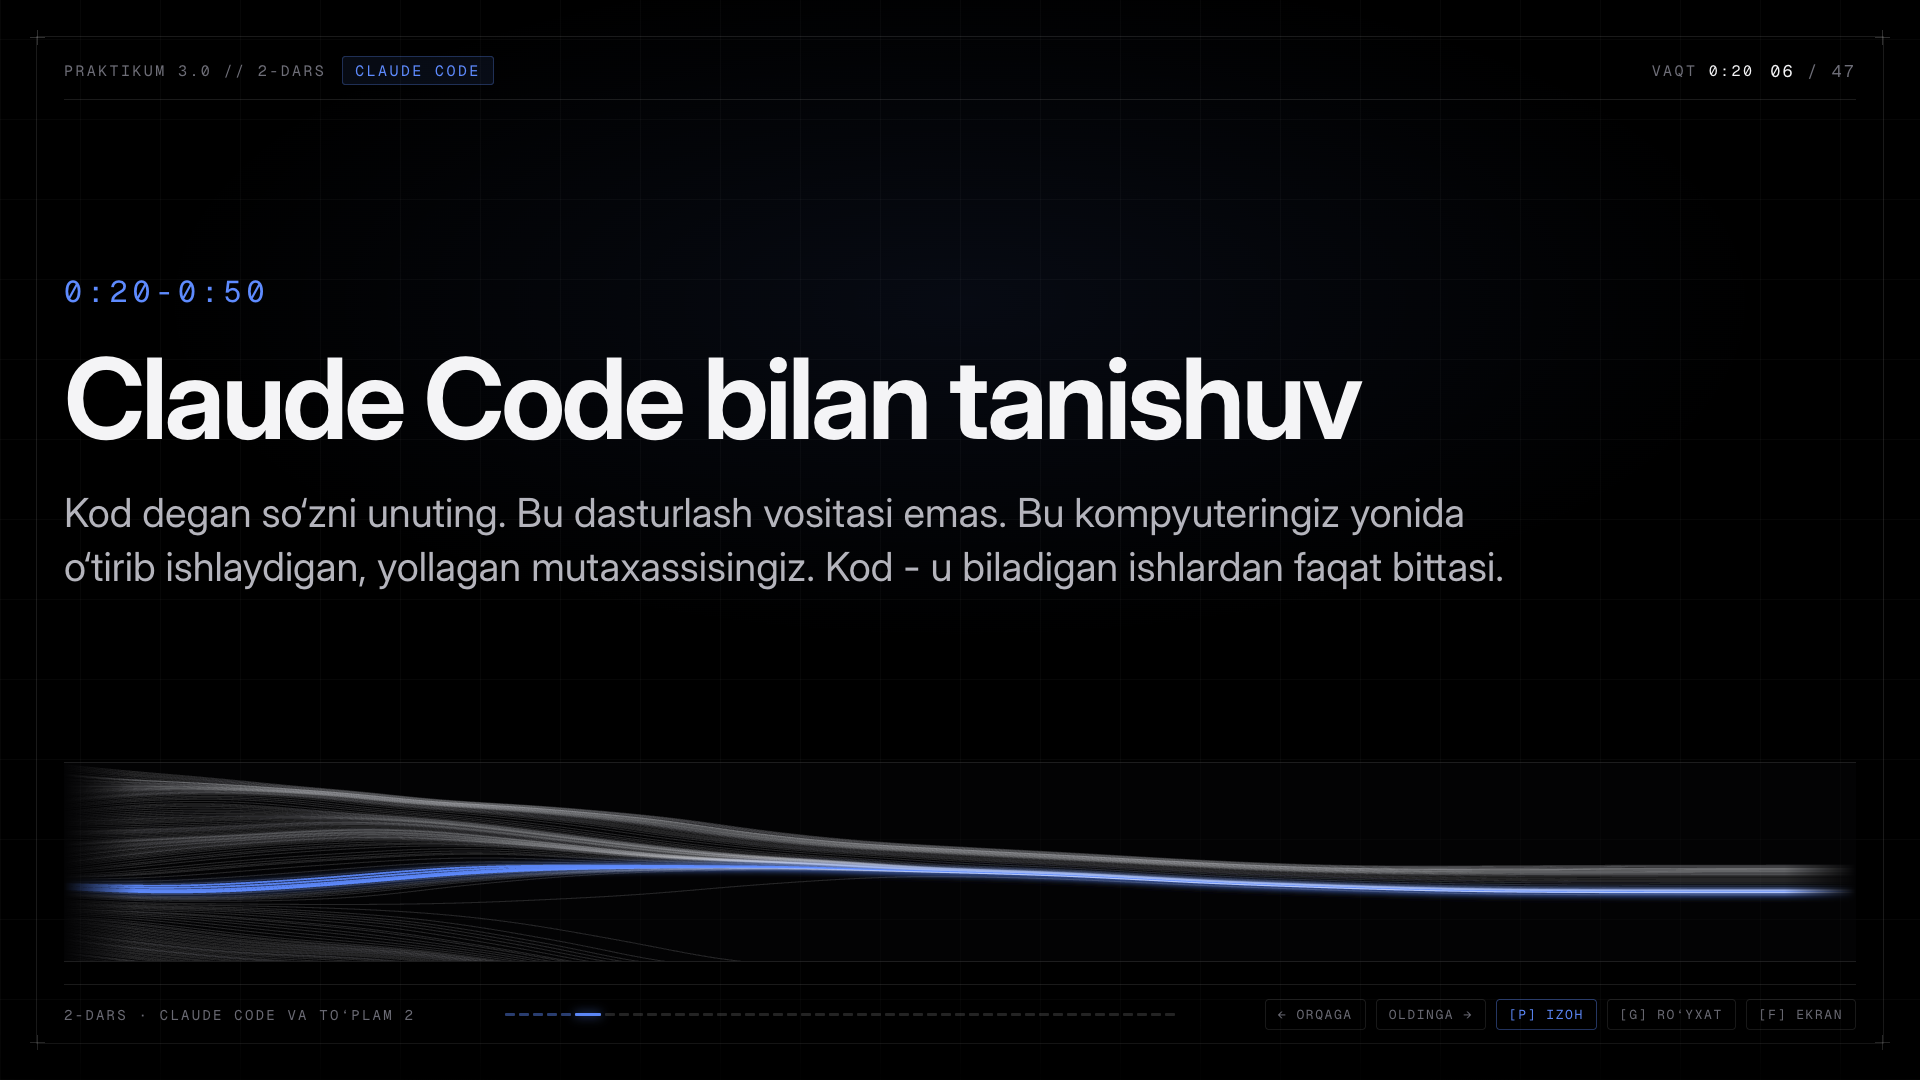 PRAKTIKUM 3.0 // 2-DARS CLAUDE CODE
VAQT 0:20 06 / 47
0:20-0:50
Claude Code bilan tanishuv
Kod degan so‘zni unuting. Bu dasturlash vositasi emas. Bu kompyuteringiz yonida
o‘tirib ishlaydigan, yollagan mutaxassisingiz. Kod - u biladigan ishlardan faqat bittasi.
2-DARS · CLAUDE CODE VA TO‘PLAM 2
← ORQAGA
OLDINGA →
[P] IZOH
[G] RO‘YXAT
[F] EKRAN